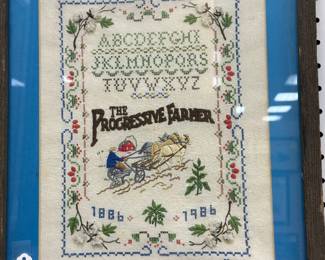 ABCDEFGHI
JKLMNOPQRS
TUVWXYZ
THE
PROGRESSIVE FARMER
1886 1986